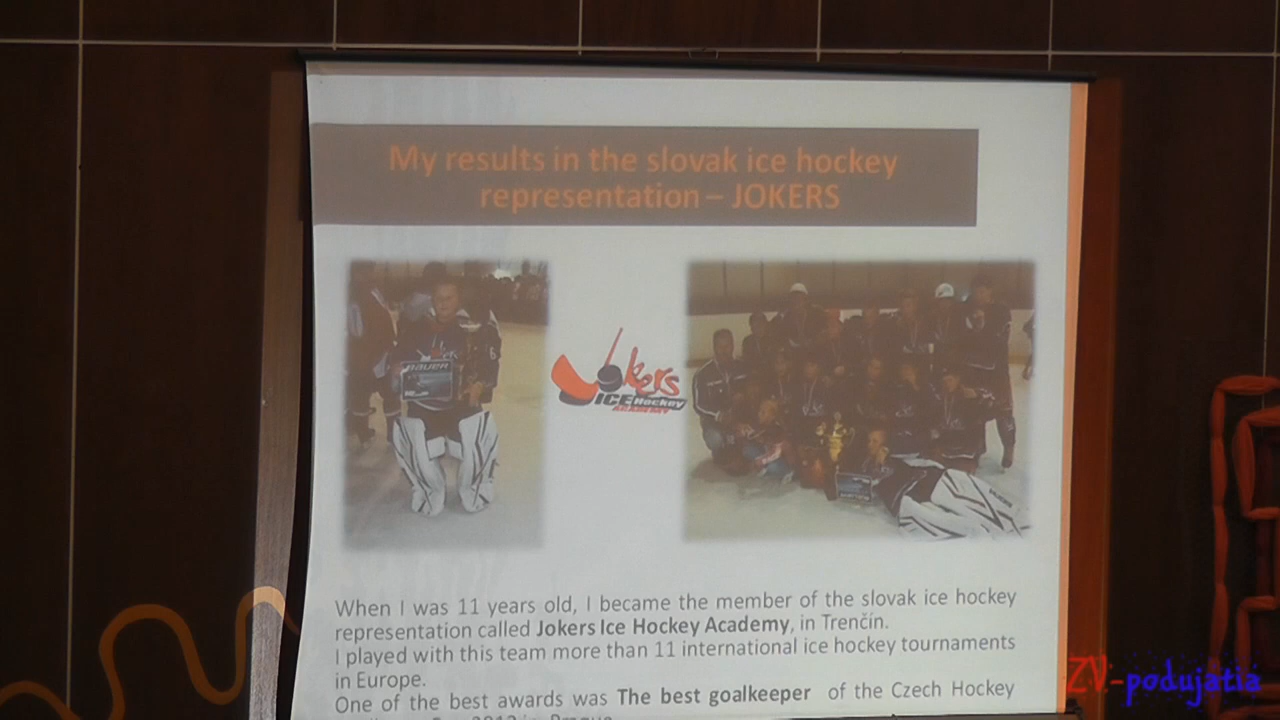 My results in the slovak ice hockey
representation – JOKERS
BAUER
Jokers
ICE Hockey
ACADEMY
When I was 11 years old, I became the member of the slovak ice hockey
representation called Jokers Ice Hockey Academy, in Trenčín.
I played with this team more than 11 international ice hockey tournaments
in Europe.
One of the best awards was The best goalkeeper of the Czech Hockey
ZV-podujatia